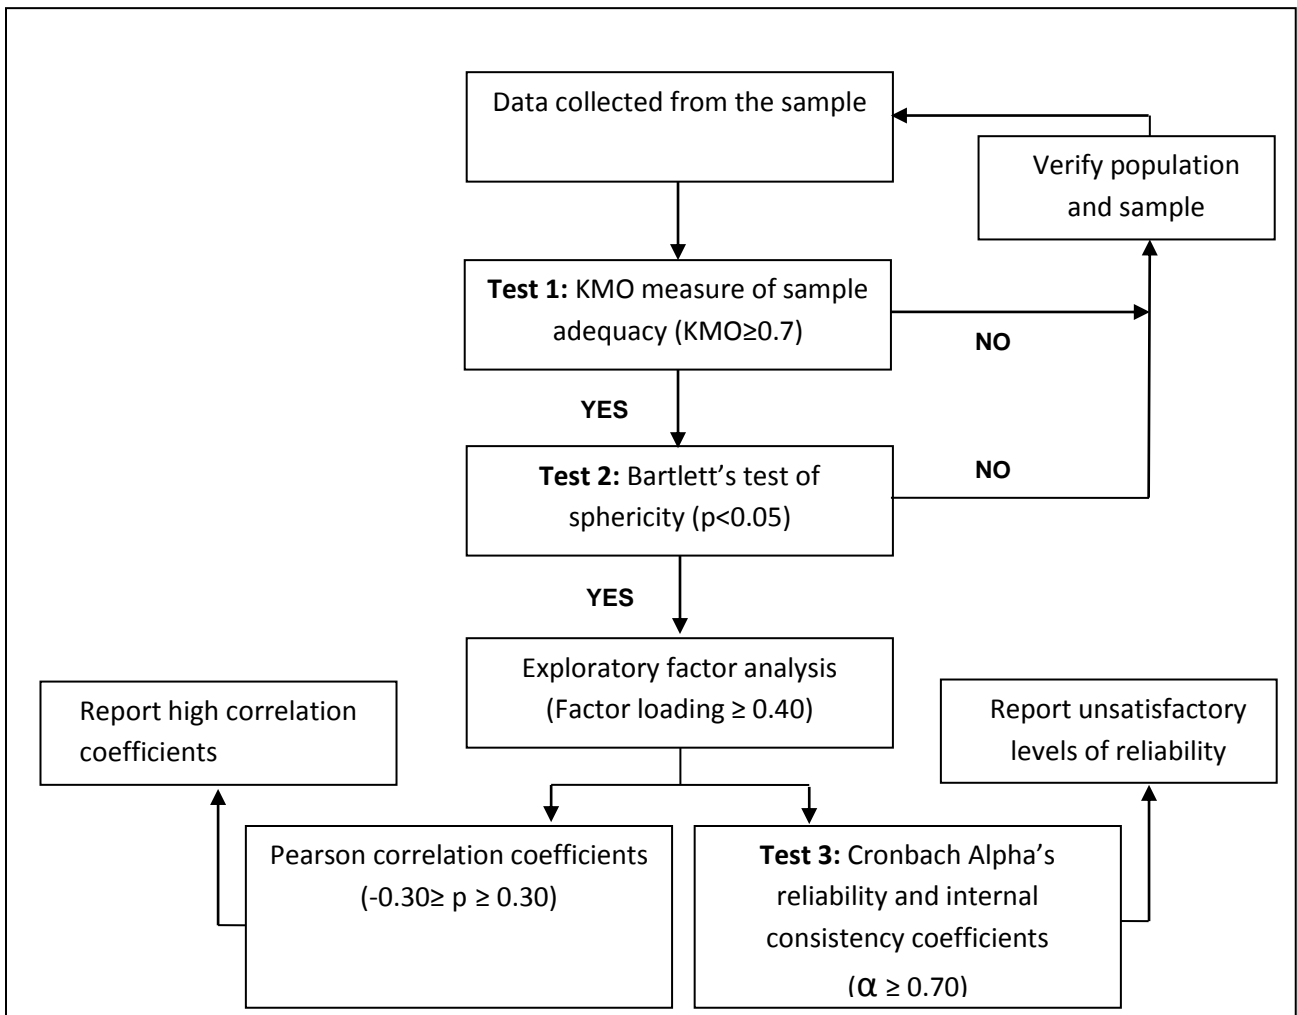 Data collected from the sample
Verify population
and sample
Test 1: KMO measure of sample
adequacy (KMO≥0.7)
NO
YES
Test 2: Bartlett’s test of
sphericity (p<0.05)
NO
YES
Exploratory factor analysis
(Factor loading ≥ 0.40)
Report high correlation
coefficients
Report unsatisfactory
levels of reliability
Pearson correlation coefficients
(-0.30≥ p ≥ 0.30)
Test 3: Cronbach Alpha’s
reliability and internal
consistency coefficients
(α ≥ 0.70)